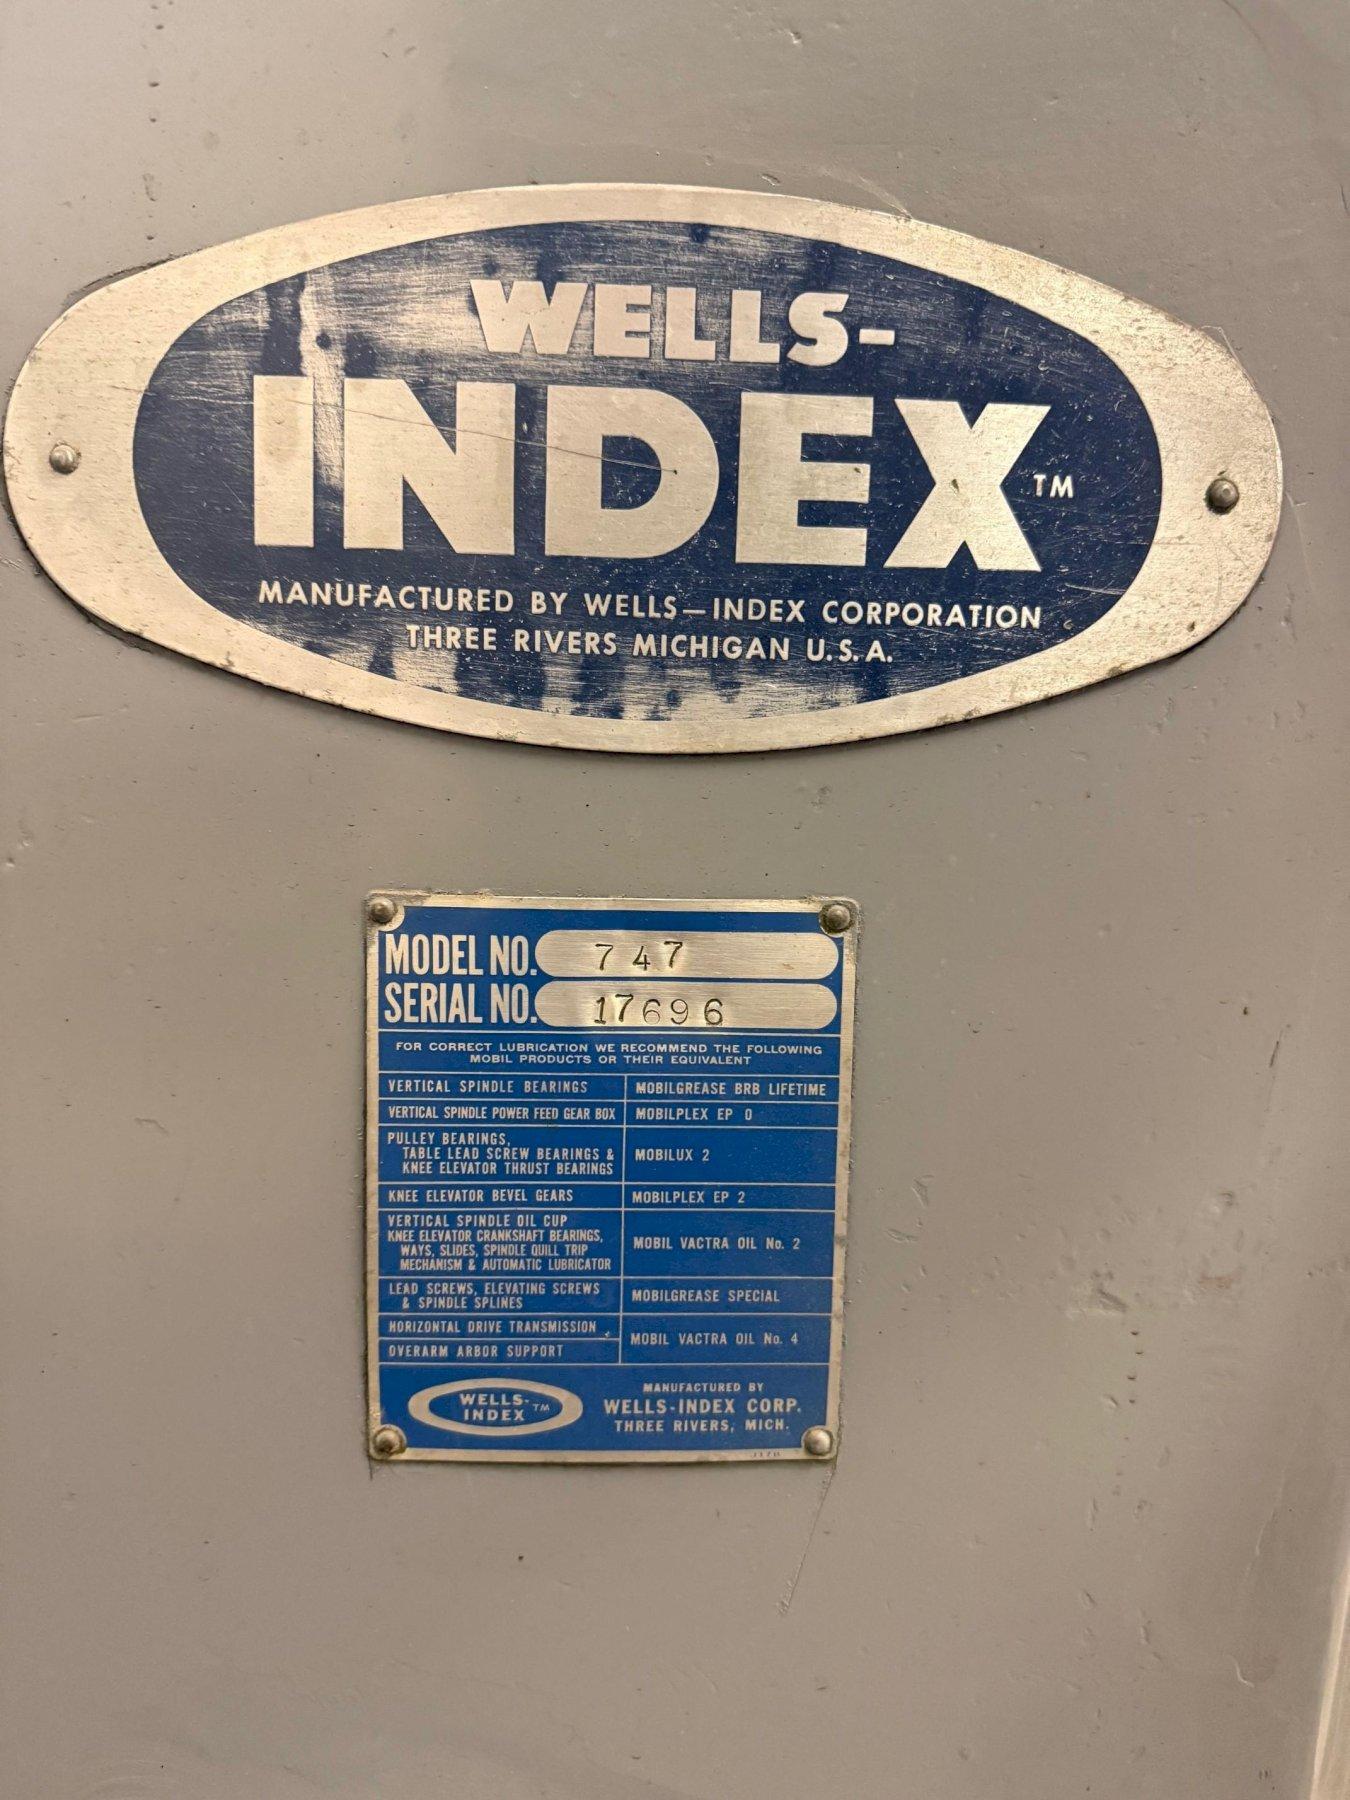 WELLS-
INDEX™
MANUFACTURED BY WELLS-INDEX CORPORATION
THREE RIVERS MICHIGAN U.S.A.
MODEL NO. 747
SERIAL NO. 17696
FOR CORRECT LUBRICATION WE RECOMMEND THE FOLLOWING
MOBIL PRODUCTS OR THEIR EQUIVALENT
VERTICAL SPINDLE BEARINGS MOBILGREASE BRB LIFETIME
VERTICAL SPINDLE POWER FEED GEAR BOX MOBILPLEX EP 0
PULLEY BEARINGS,
TABLE LEAD SCREW BEARINGS &
KNEE ELEVATOR THRUST BEARINGS
MOBILUX 2
KNEE ELEVATOR BEVEL GEARS MOBILPLEX EP 2
VERTICAL SPINDLE OIL CUP
KNEE ELEVATOR CRANKSHAFT BEARINGS,
WAYS, SLIDES, SPINDLE QUILL TRIP
MECHANISM & AUTOMATIC LUBRICATOR
MOBIL VACTRA OIL No. 2
LEAD SCREWS, ELEVATING SCREWS
& SPINDLE SPLINES
MOBILGREASE SPECIAL
HORIZONTAL DRIVE TRANSMISSION
OVERARM ARBOR SUPPORT
MOBIL VACTRA OIL No. 4
WELLS-
INDEX™
MANUFACTURED BY
WELLS-INDEX CORP.
THREE RIVERS, MICH.